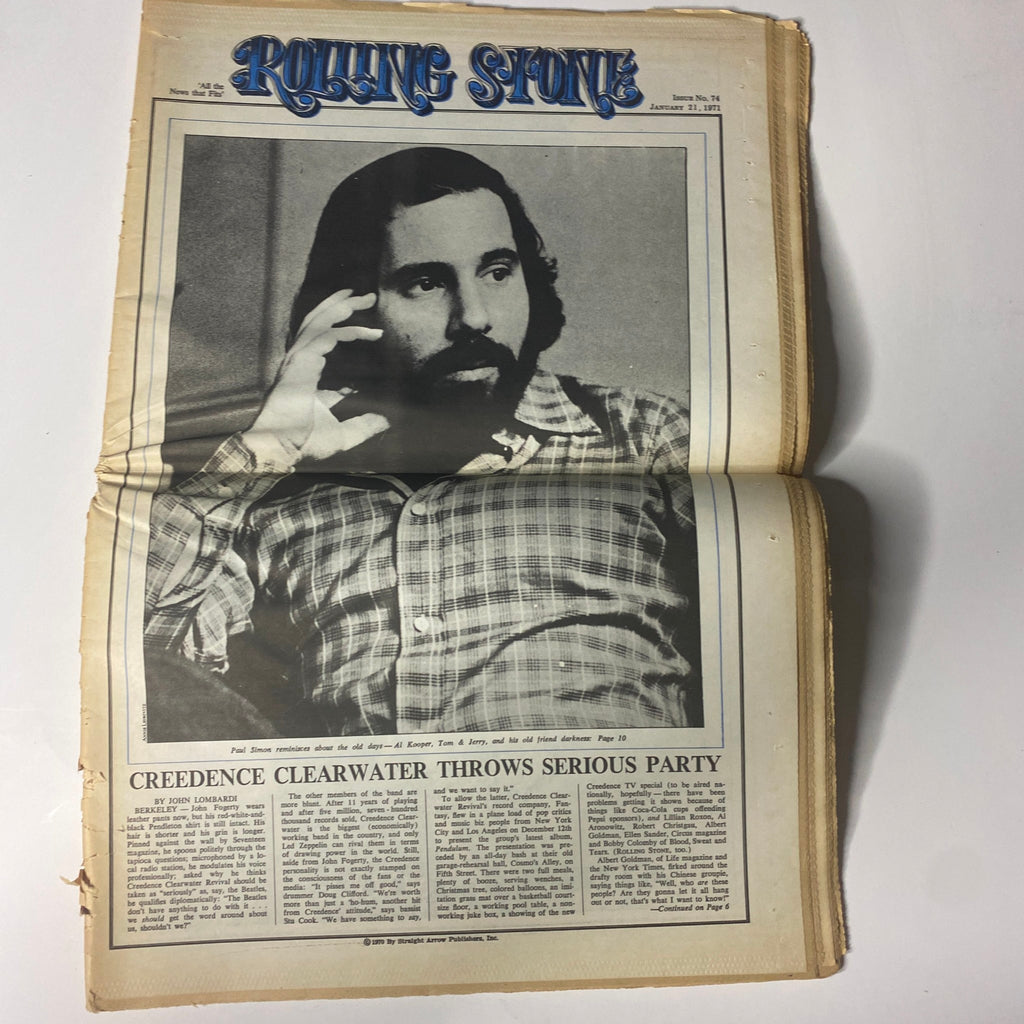 ROLLING STONE
'All the
News that Fits'
Issue No. 74
January 21, 1971
Paul Simon reminisces about the old days—Al Kooper, Tom & Jerry, and his old friend darkness: Page 10
CREEDENCE CLEARWATER THROWS SERIOUS PARTY
BY JOHN LOMBARDI
BERKELEY — John Fogerty wears
leather pants now, but his red-white-and-
black Pendleton shirt is still intact. His
hair is shorter and his grin is longer.
Pinned against the wall by Seventeen
magazine, he spoons politely through the
tapioca questions; microphoned by a lo-
cal radio station, he modulates his voice
professionally; asked why he thinks
Creedence Clearwater Revival should be
taken as "seriously" as, say, the Beatles,
he qualifies diplomatically: "The Beatles
don't have anything to do with it . . .
we should get the word around about
us, shouldn't we?"
The other members of the band are
more blunt. After 11 years of playing
and after five million, seven-hundred
thousand records sold, Creedence Clear-
water is the biggest (economically)
working band in the country, and only
Led Zeppelin can rival them in terms
of drawing power in the world. Still,
aside from John Fogerty, the Creedence
personality is not exactly stamped on
the consciousness of the fans or the
media: "It pisses me off good," says
drummer Doug Clifford. "We're worth
more than just a 'ho-hum, another hit
from Creedence' attitude," says bassist
Stu Cook. "We have something to say,
and we want to say it."
To allow the latter, Creedence Clear-
water Revival's record company, Fan-
tasy, flew in a plane load of pop critics
and music biz people from New York
City and Los Angeles on December 12th
to present the group's latest album,
Pendulum. The presentation was pre-
ceded by an all-day bash at their old
garage-rehearsal hall, Cosmo's Alley, on
Fifth Street. There were two full meals,
plenty of booze, serving wenches, a
Christmas tree, colored balloons, an imi-
tation grass mat over a basketball court-
size floor, a working pool table, a non-
working juke box, a showing of the new
Creedence TV special (to be aired na-
tionally, hopefully — there have been
problems getting it shown because of
things like Coca-Cola cups offending
Pepsi sponsors), and Lillian Roxon, Al
Aronowitz, Robert Christgau, Albert
Goldman, Ellen Sander, Circus magazine
and Bobby Colomby of Blood, Sweat and
Tears. (ROLLING STONE, too.)
Albert Goldman, of Life magazine and
the New York Times, firked around the
drafty room with his Chinese groupie,
saying things like, "Well, who are these
people? Are they gonna let it all hang
out or not, that's what I want to know!"
—Continued on Page 6
© 1970 By Straight Arrow Publishers, Inc.